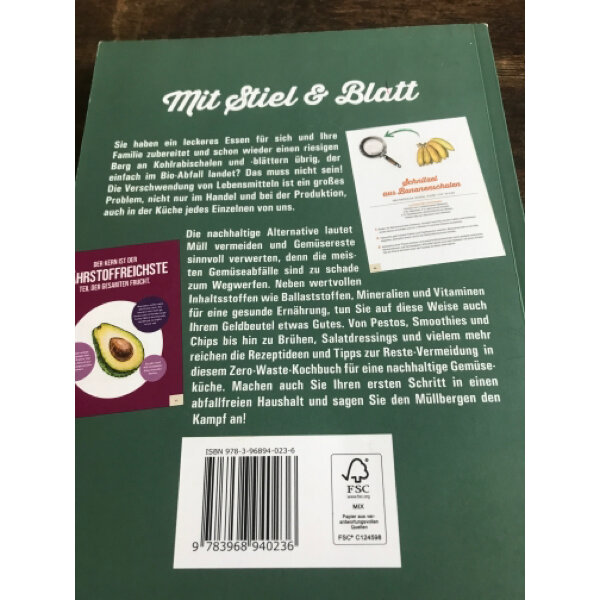 Mit Stiel & Blatt
Sie haben ein leckeres Essen für sich und Ihre
Familie zubereitet und schon wieder einen riesigen
Berg an Kohlrabischalen und -blättern übrig, der
einfach im Bio-Abfall landet? Das muss nicht sein!
Die Verschwendung von Lebensmitteln ist ein großes
Problem, nicht nur im Handel und bei der Produktion,
auch in der Küche jedes Einzelnen von uns.
Schnitzel
aus Bananenschalen
Die nachhaltige Alternative lautet
Müll vermeiden und Gemüsereste
sinnvoll verwerten, denn die meis-
ten Gemüseabfälle sind zu schade
zum Wegwerfen. Neben wertvollen
Inhaltsstoffen wie Ballaststoffen, Mineralien und Vitaminen
für eine gesunde Ernährung, tun Sie auf diese Weise auch
Ihrem Geldbeutel etwas Gutes. Von Pestos, Smoothies und
Chips bis hin zu Brühen, Salatdressings und vielem mehr
reichen die Rezeptideen und Tipps zur Reste-Vermeidung in
diesem Zero-Waste-Kochbuch für eine nachhaltige Gemüse-
küche. Machen auch Sie Ihren ersten Schritt in einen
abfallfreien Haushalt und sagen Sie den Müllbergen den
Kampf an!
DER KERN IST DER
HRSTOFFREICHSTE
TEIL DER GESAMTEN FRUCHT.
ISBN 978-3-96894-023-6
9 783968 940236
FSC
www.fsc.org
MIX
Papier aus ver-
antwortungsvollen
Quellen
FSC® C124598